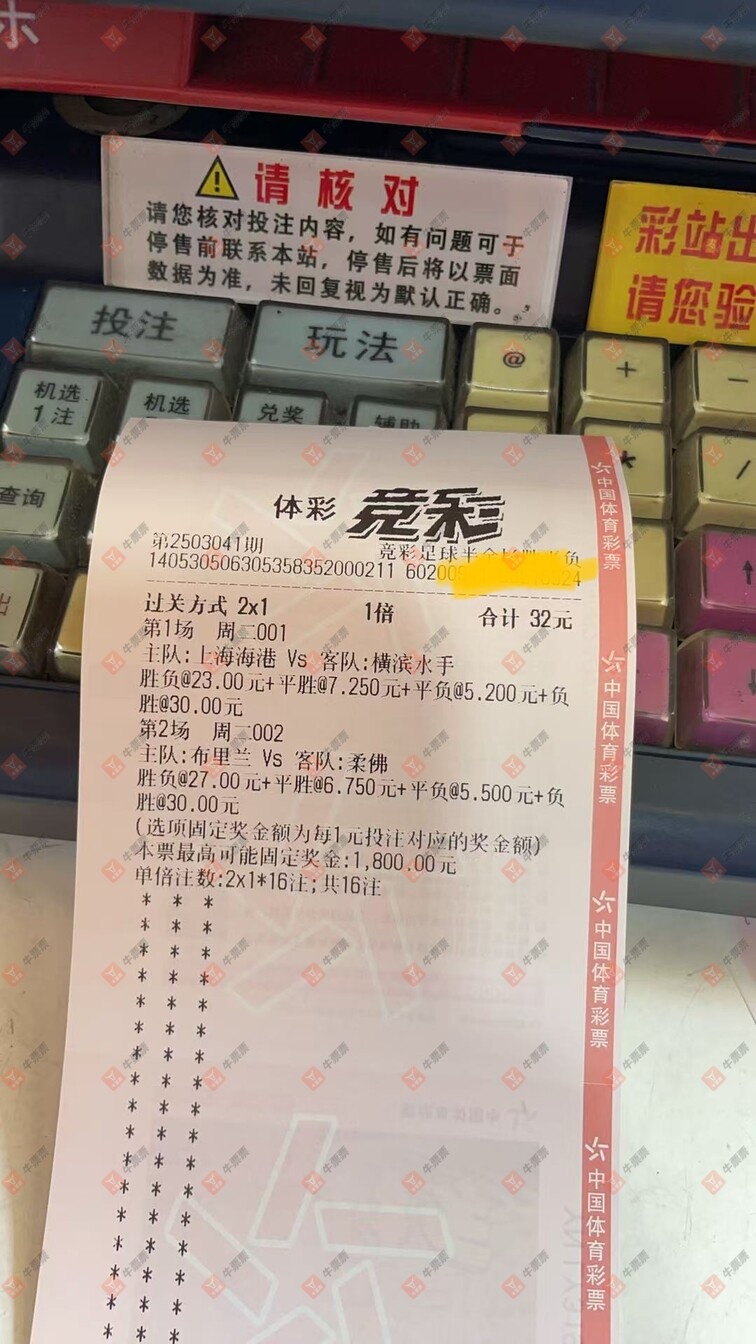 乐
请核对
请您核对投注内容，如有问题可于
停售前联系本站，停售后将以票面
数据为准，未回复视为默认正确。
彩站出
请您验
投注
玩法
@
+
-
机选
1注
机选
兑奖
辅助
*
/
查询
出
体彩 竞彩
第2503041期
竞彩足球半全场胜平负
140530506305358352000211
过关方式 2x1 1倍 合计 32元
第1场 周二001
主队:上海海港 Vs 客队:横滨水手
胜负@23.00元+平胜@7.250元+平负@5.200元+负
胜@30.00元
第2场 周二002
主队:布里兰 Vs 客队:柔佛
胜负@27.00元+平胜@6.750元+平负@5.500元+负
胜@30.00元
(选项固定奖金额为每1元投注对应的奖金额)
本票最高可能固定奖金:1,800.00元
单倍注数:2x1*16注;共16注
中国体育彩票
中国体育彩票
中国体育彩票
中国体育彩票
牛票票